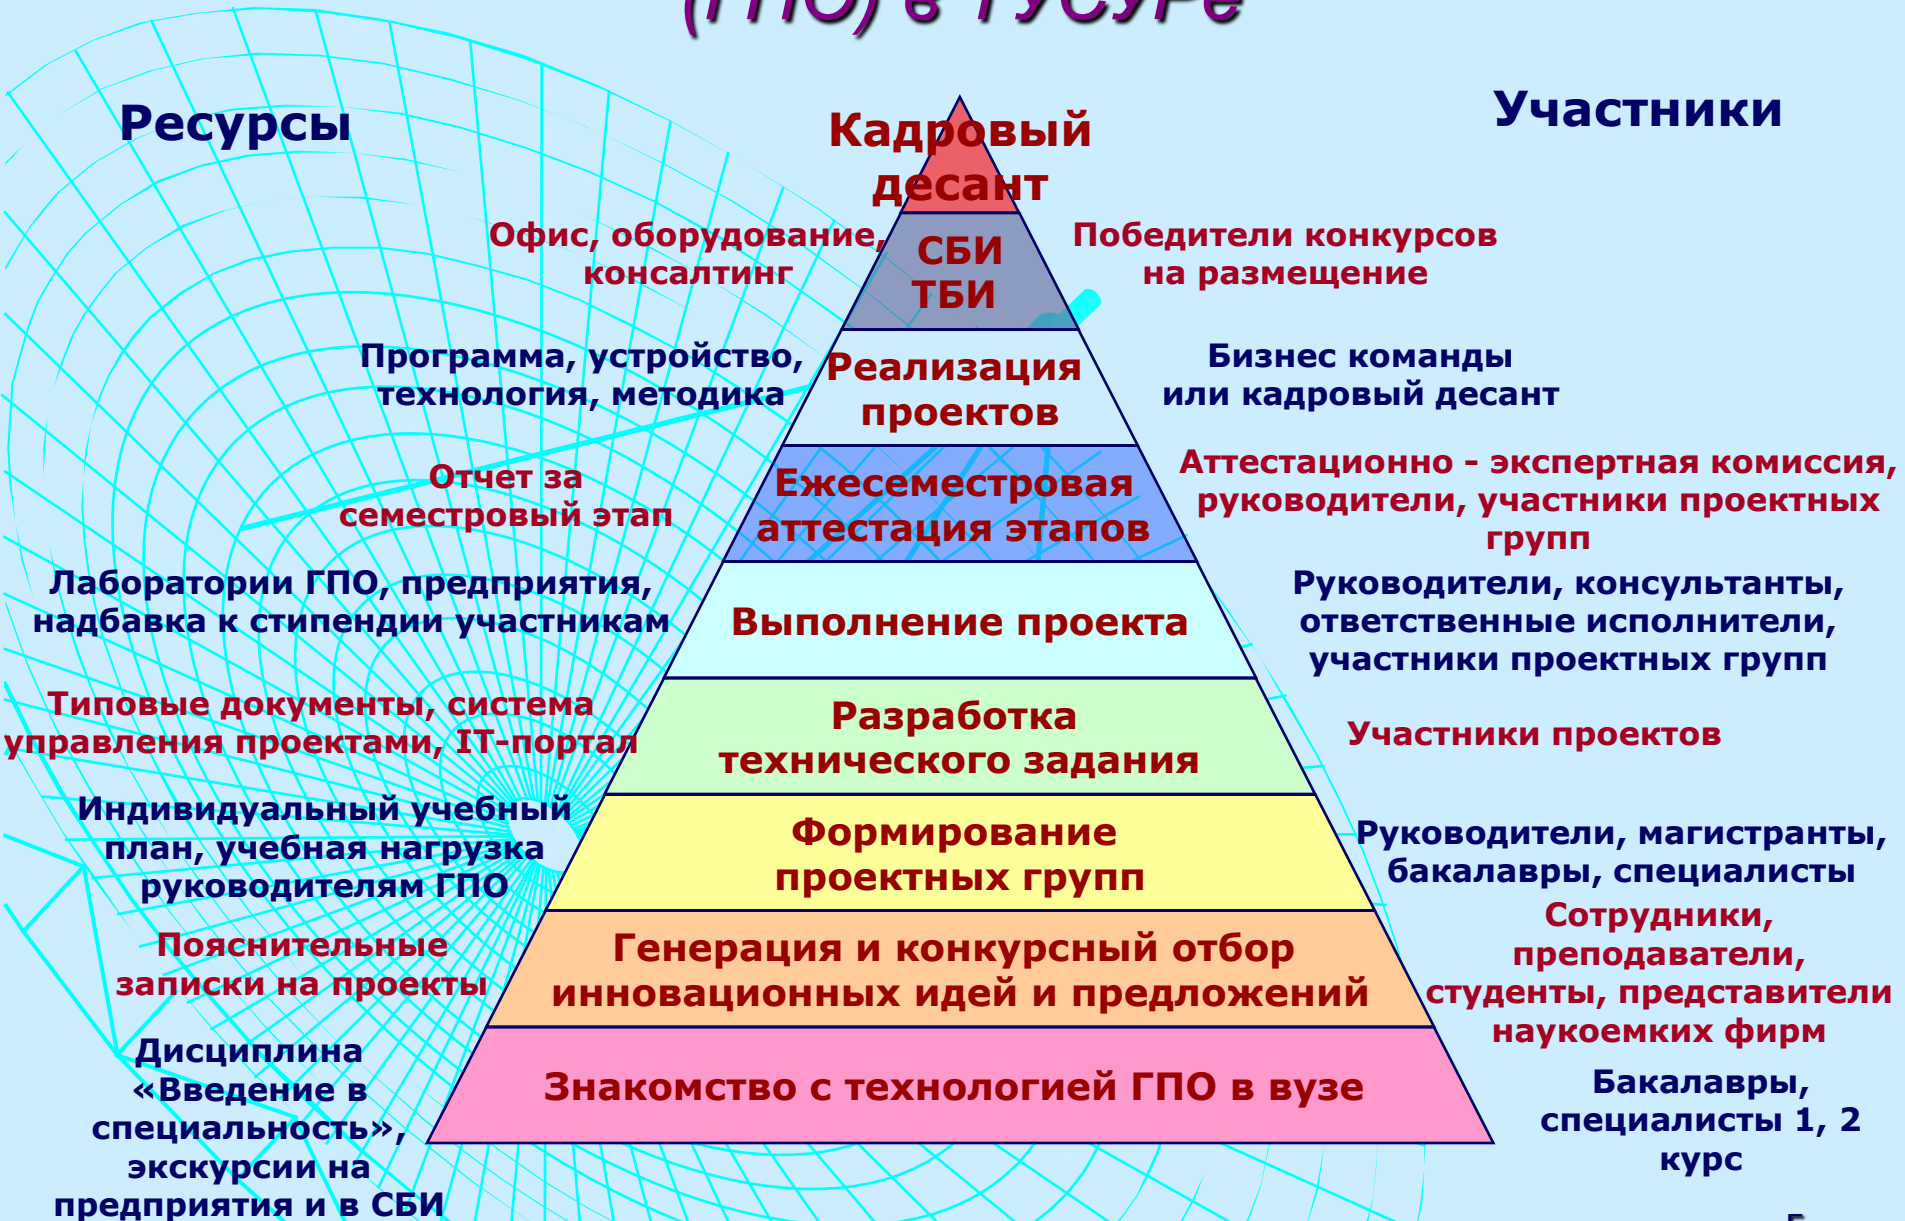 (ГПО) в ТУСУРе
Ресурсы
Участники
Кадровый
десант
Офис, оборудование,
консалтинг
СБИ
ТБИ
Победители конкурсов
на размещение
Программа, устройство,
технология, методика
Реализация
проектов
Бизнес команды
или кадровый десант
Отчет за
семестровый этап
Ежесеместровая
аттестация этапов
Аттестационно - экспертная комиссия,
руководители, участники проектных
групп
Лаборатории ГПО, предприятия,
надбавка к стипендии участникам
Выполнение проекта
Руководители, консультанты,
ответственные исполнители,
участники проектных групп
Типовые документы, система
управления проектами, IT-портал
Разработка
технического задания
Участники проектов
Индивидуальный учебный
план, учебная нагрузка
руководителям ГПО
Формирование
проектных групп
Руководители, магистранты,
бакалавры, специалисты
Пояснительные
записки на проекты
Генерация и конкурсный отбор
инновационных идей и предложений
Сотрудники,
преподаватели,
студенты, представители
наукоемких фирм
Дисциплина
«Введение в
специальность»,
экскурсии на
предприятия и в СБИ
Знакомство с технологией ГПО в вузе
Бакалавры,
специалисты 1, 2
курс